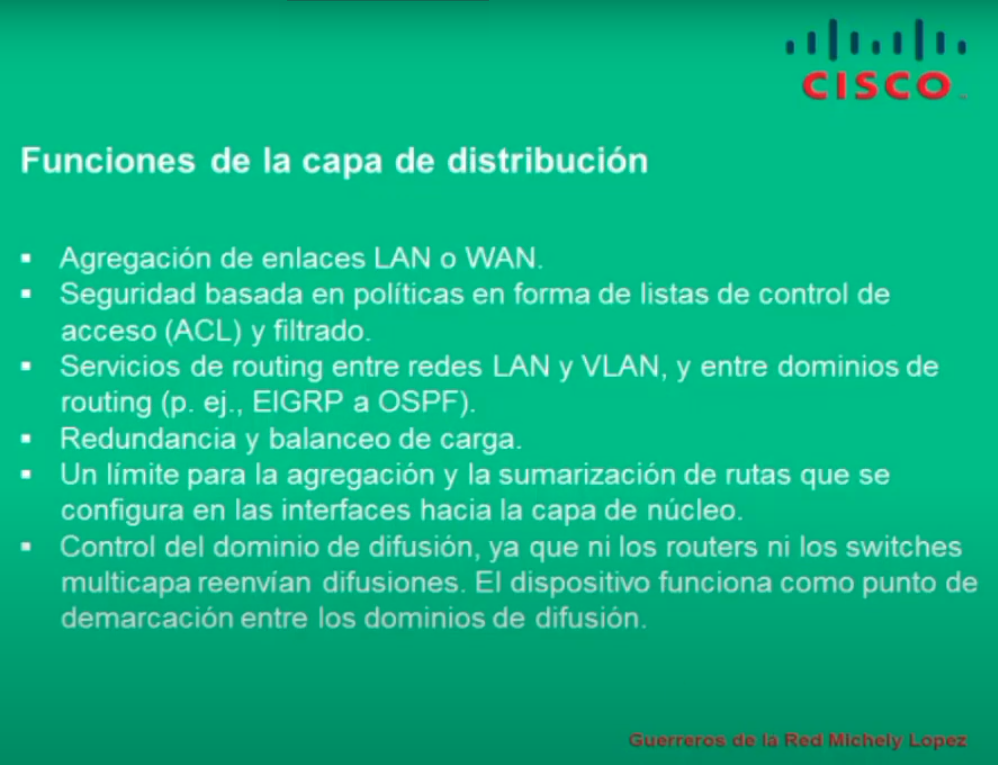 CISCO
Funciones de la capa de distribución
▪ Agregación de enlaces LAN o WAN.
▪ Seguridad basada en políticas en forma de listas de control de
acceso (ACL) y filtrado.
▪ Servicios de routing entre redes LAN y VLAN, y entre dominios de
routing (p. ej., EIGRP a OSPF).
▪ Redundancia y balanceo de carga.
▪ Un límite para la agregación y la sumarización de rutas que se
configura en las interfaces hacia la capa de núcleo.
▪ Control del dominio de difusión, ya que ni los routers ni los switches
multicapa reenvían difusiones. El dispositivo funciona como punto de
demarcación entre los dominios de difusión.
Guerreros de la Red Michely Lopez